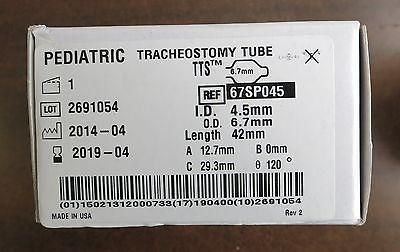 PEDIATRIC TRACHEOSTOMY TUBE
TTS™
6.7mm
1
REF 67SP045
LOT 2691054
I.D. 4.5mm
O.D. 6.7mm
2014-04
Length 42mm
2019-04
A 12.7mm B 0mm
C 29.3mm θ 120°
(01)15021312000733(17)190400(10)2691054
MADE IN USA
Rev 2